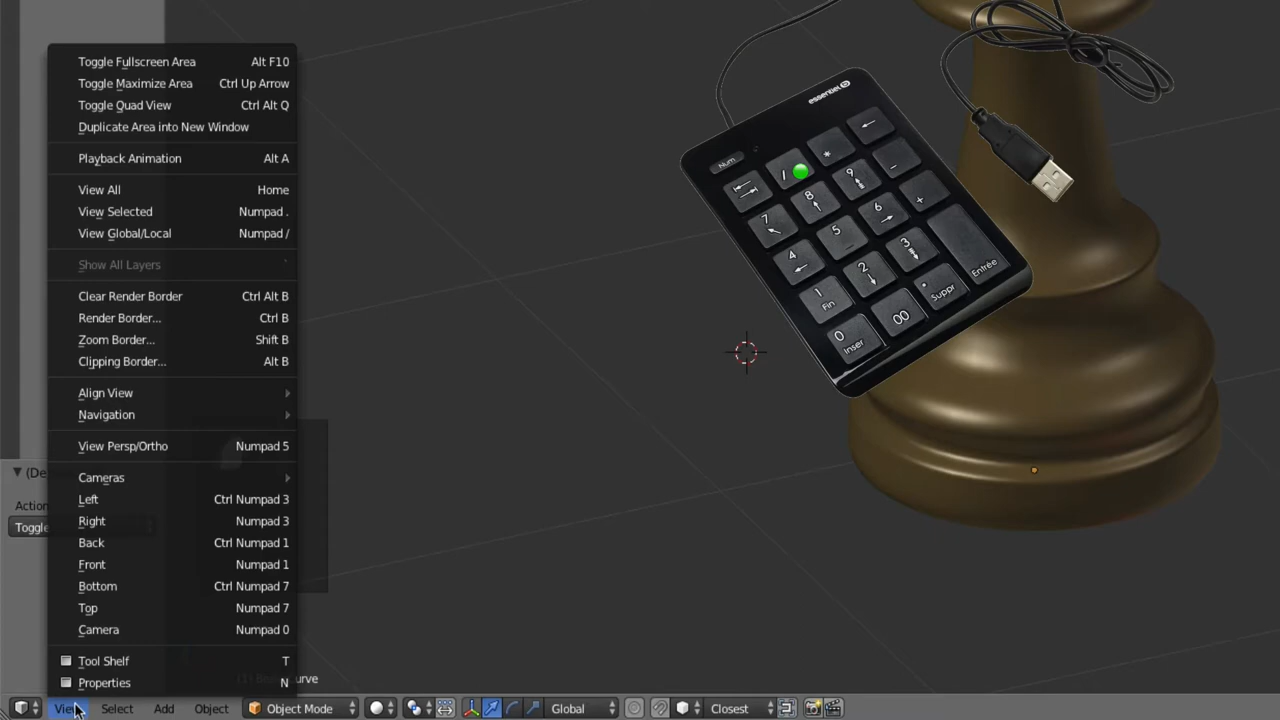 Toggle Fullscreen Area Alt F10
Toggle Maximize Area Ctrl Up Arrow
Toggle Quad View Ctrl Alt Q
Duplicate Area into New Window
Playback Animation Alt A
View All Home
View Selected Numpad .
View Global/Local Numpad /
Show All Layers `
Clear Render Border Ctrl Alt B
Render Border... Ctrl B
Zoom Border... Shift B
Clipping Border... Alt B
Align View
Navigation
View Persp/Ortho Numpad 5
Cameras
Left Ctrl Numpad 3
Right Numpad 3
Back Ctrl Numpad 1
Front Numpad 1
Bottom Ctrl Numpad 7
Top Numpad 7
Camera Numpad 0
Tool Shelf T
Properties N
Toggle
View Select Add Object Object Mode Global Closest
essentiel b
Num / * ←
7 8 9 -
4 5 6 +
1 Fin 2 3 Entrée
0 Inser 00 . Suppr